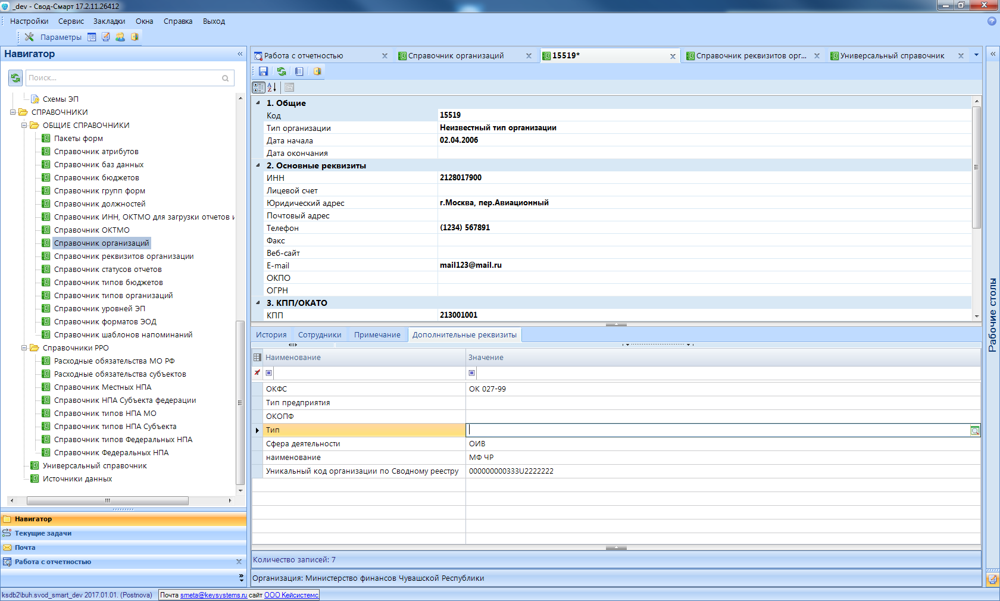 _dev - Свод-Смарт 17.2.11.26412
Настройки Сервис Закладки Окна Справка Выход
Параметры
Навигатор
Поиск...
Схемы ЭП
СПРАВОЧНИКИ
ОБЩИЕ СПРАВОЧНИКИ
Пакеты форм
Справочник атрибутов
Справочник баз данных
Справочник бюджетов
Справочник групп форм
Справочник должностей
Справочник ИНН, ОКТМО для загрузки отчетов и
Справочник ОКТМО
Справочник организаций
Справочник реквизитов организации
Справочник статусов отчетов
Справочник типов бюджетов
Справочник типов организаций
Справочник уровней ЭП
Справочник форматов ЭОД
Справочник шаблонов напоминаний
Справочники РРО
Расходные обязательства МО РФ
Расходные обязательства субъектов
Справочник Местных НПА
Справочник НПА Субъекта федерации
Справочник типов НПА МО
Справочник типов НПА Субъекта
Справочник типов Федеральных НПА
Справочник Федеральных НПА
Универсальный справочник
Источники данных
Навигатор
Текущие задачи
Почта
Работа с отчетностью
Работа с отчетностью Справочник организаций 15519* Справочник реквизитов орг... Универсальный справочник
1. Общие
Код 15519
Тип организации Неизвестный тип организации
Дата начала 02.04.2006
Дата окончания
2. Основные реквизиты
ИНН 2128017900
Лицевой счет
Юридический адрес г.Москва, пер.Авиационный
Почтовый адрес
Телефон (1234) 567891
Факс
Веб-сайт
E-mail mail123@mail.ru
ОКПО
ОГРН
3. КПП/ОКАТО
КПП 213001001
История Сотрудники Примечание Дополнительные реквизиты
Наименование Значение
ОКФС ОК 027-99
Тип предприятия
ОКОПФ
Тип
Сфера деятельности ОИВ
наименование МФ ЧР
Уникальный код организации по Сводному реестру 000000000333U2222222
Количество записей: 7
Организация: Министерство финансов Чувашской Республики
Рабочие столы
ksdb2\buh.svod_smart_dev 2017.01.01. (Postnova) Почта smeta@keysystems.ru сайт ООО Кейсистемс